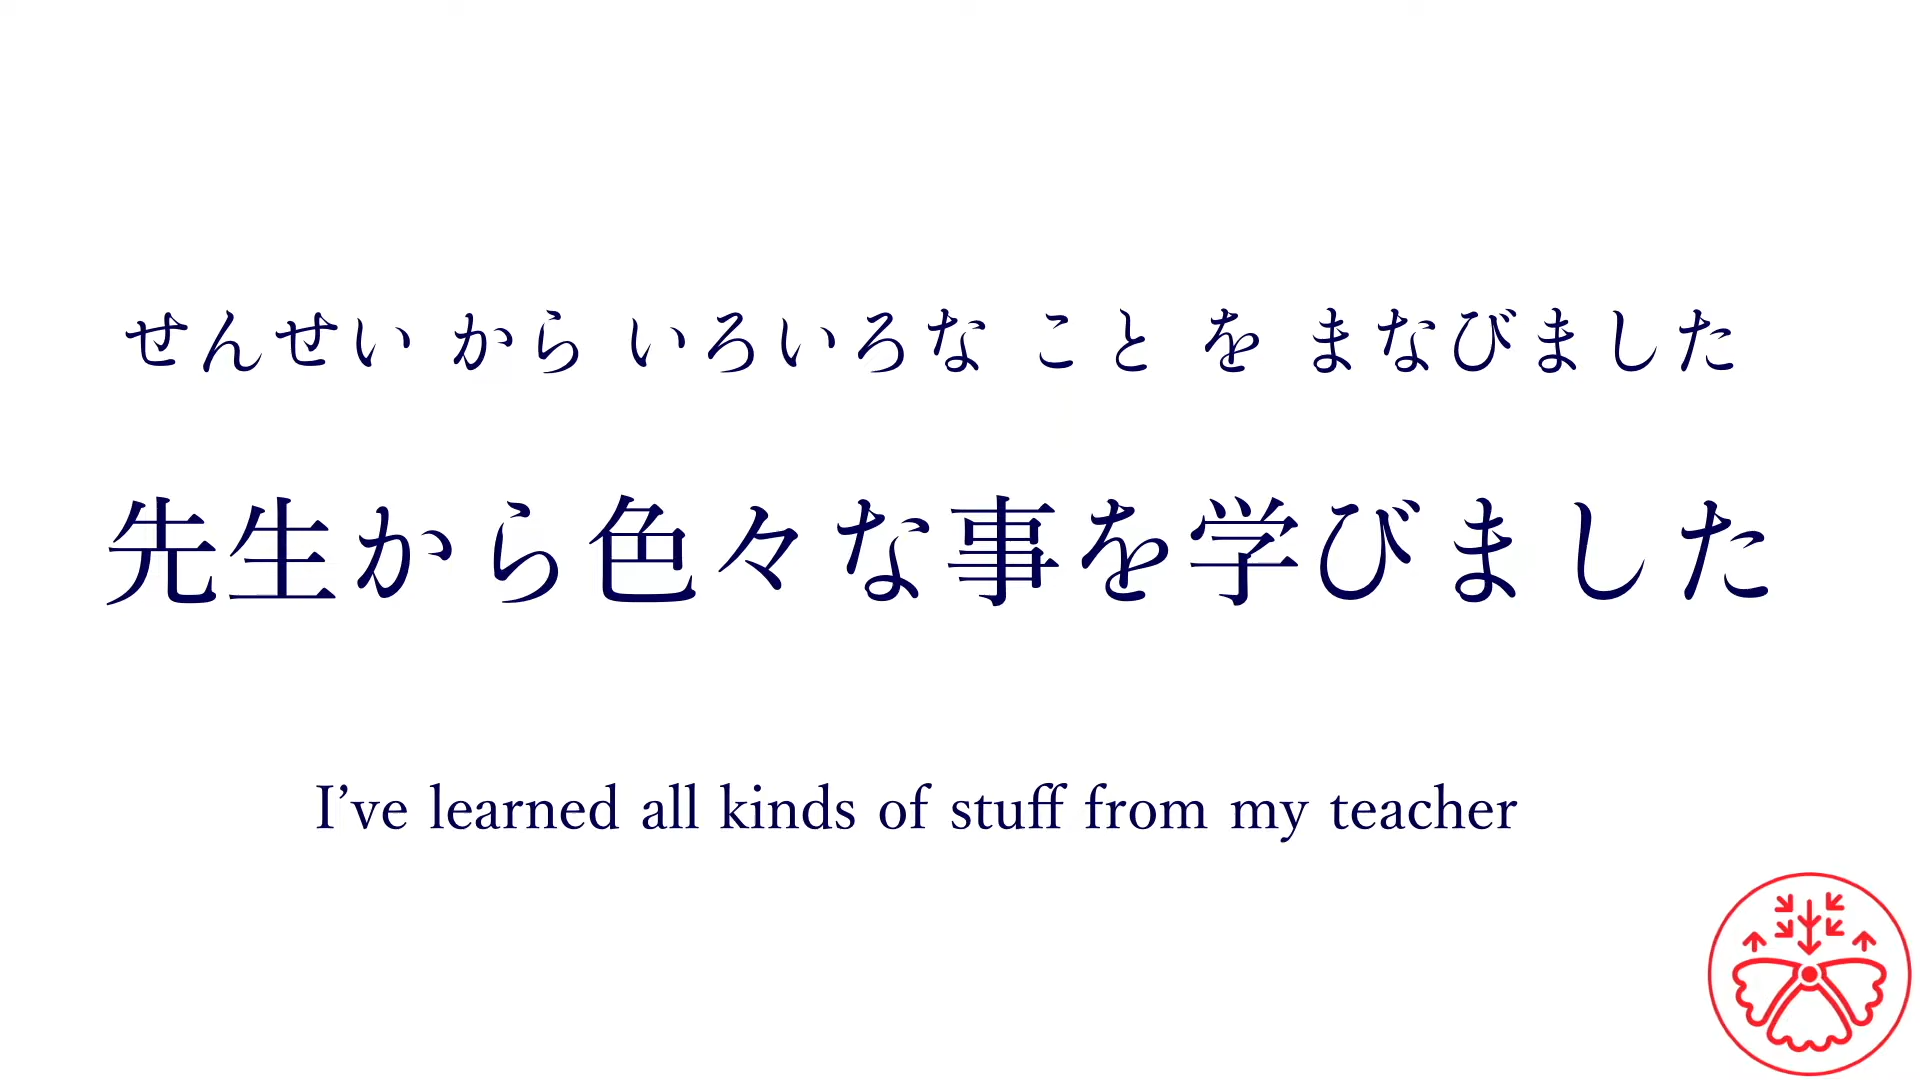 せんせい から いろいろな こと を まなびました
先生から色々な事を学びました
I’ve learned all kinds of stuff from my teacher